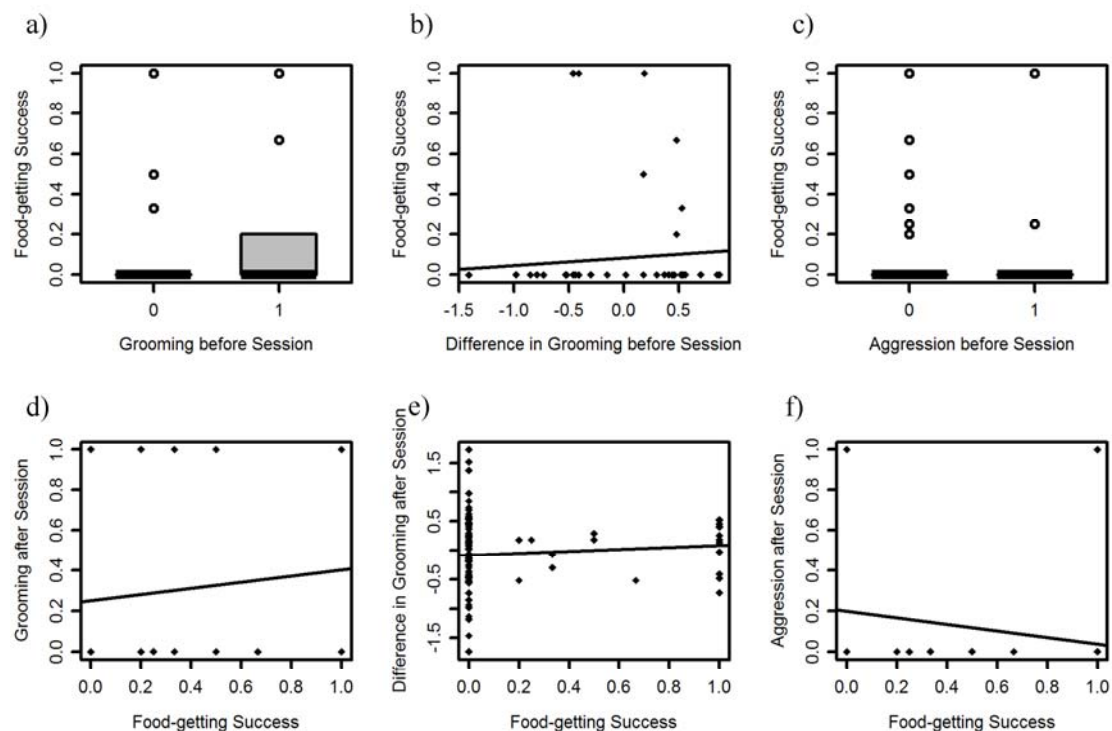 a)
b)
c)
Food-getting Success
0.0 0.2 0.4 0.6 0.8 1.0
0 1
Grooming before Session
Food-getting Success
0.0 0.2 0.4 0.6 0.8 1.0
-1.5 -1.0 -0.5 0.0 0.5
Difference in Grooming before Session
Food-getting Success
0.0 0.2 0.4 0.6 0.8 1.0
0 1
Aggression before Session
d)
e)
f)
Grooming after Session
0.0 0.2 0.4 0.6 0.8 1.0
0.0 0.2 0.4 0.6 0.8 1.0
Food-getting Success
Difference in Grooming after Session
-1.5 -0.5 0.5 1.5
0.0 0.2 0.4 0.6 0.8 1.0
Food-getting Success
Aggression after Session
0.0 0.2 0.4 0.6 0.8 1.0
0.0 0.2 0.4 0.6 0.8 1.0
Food-getting Success